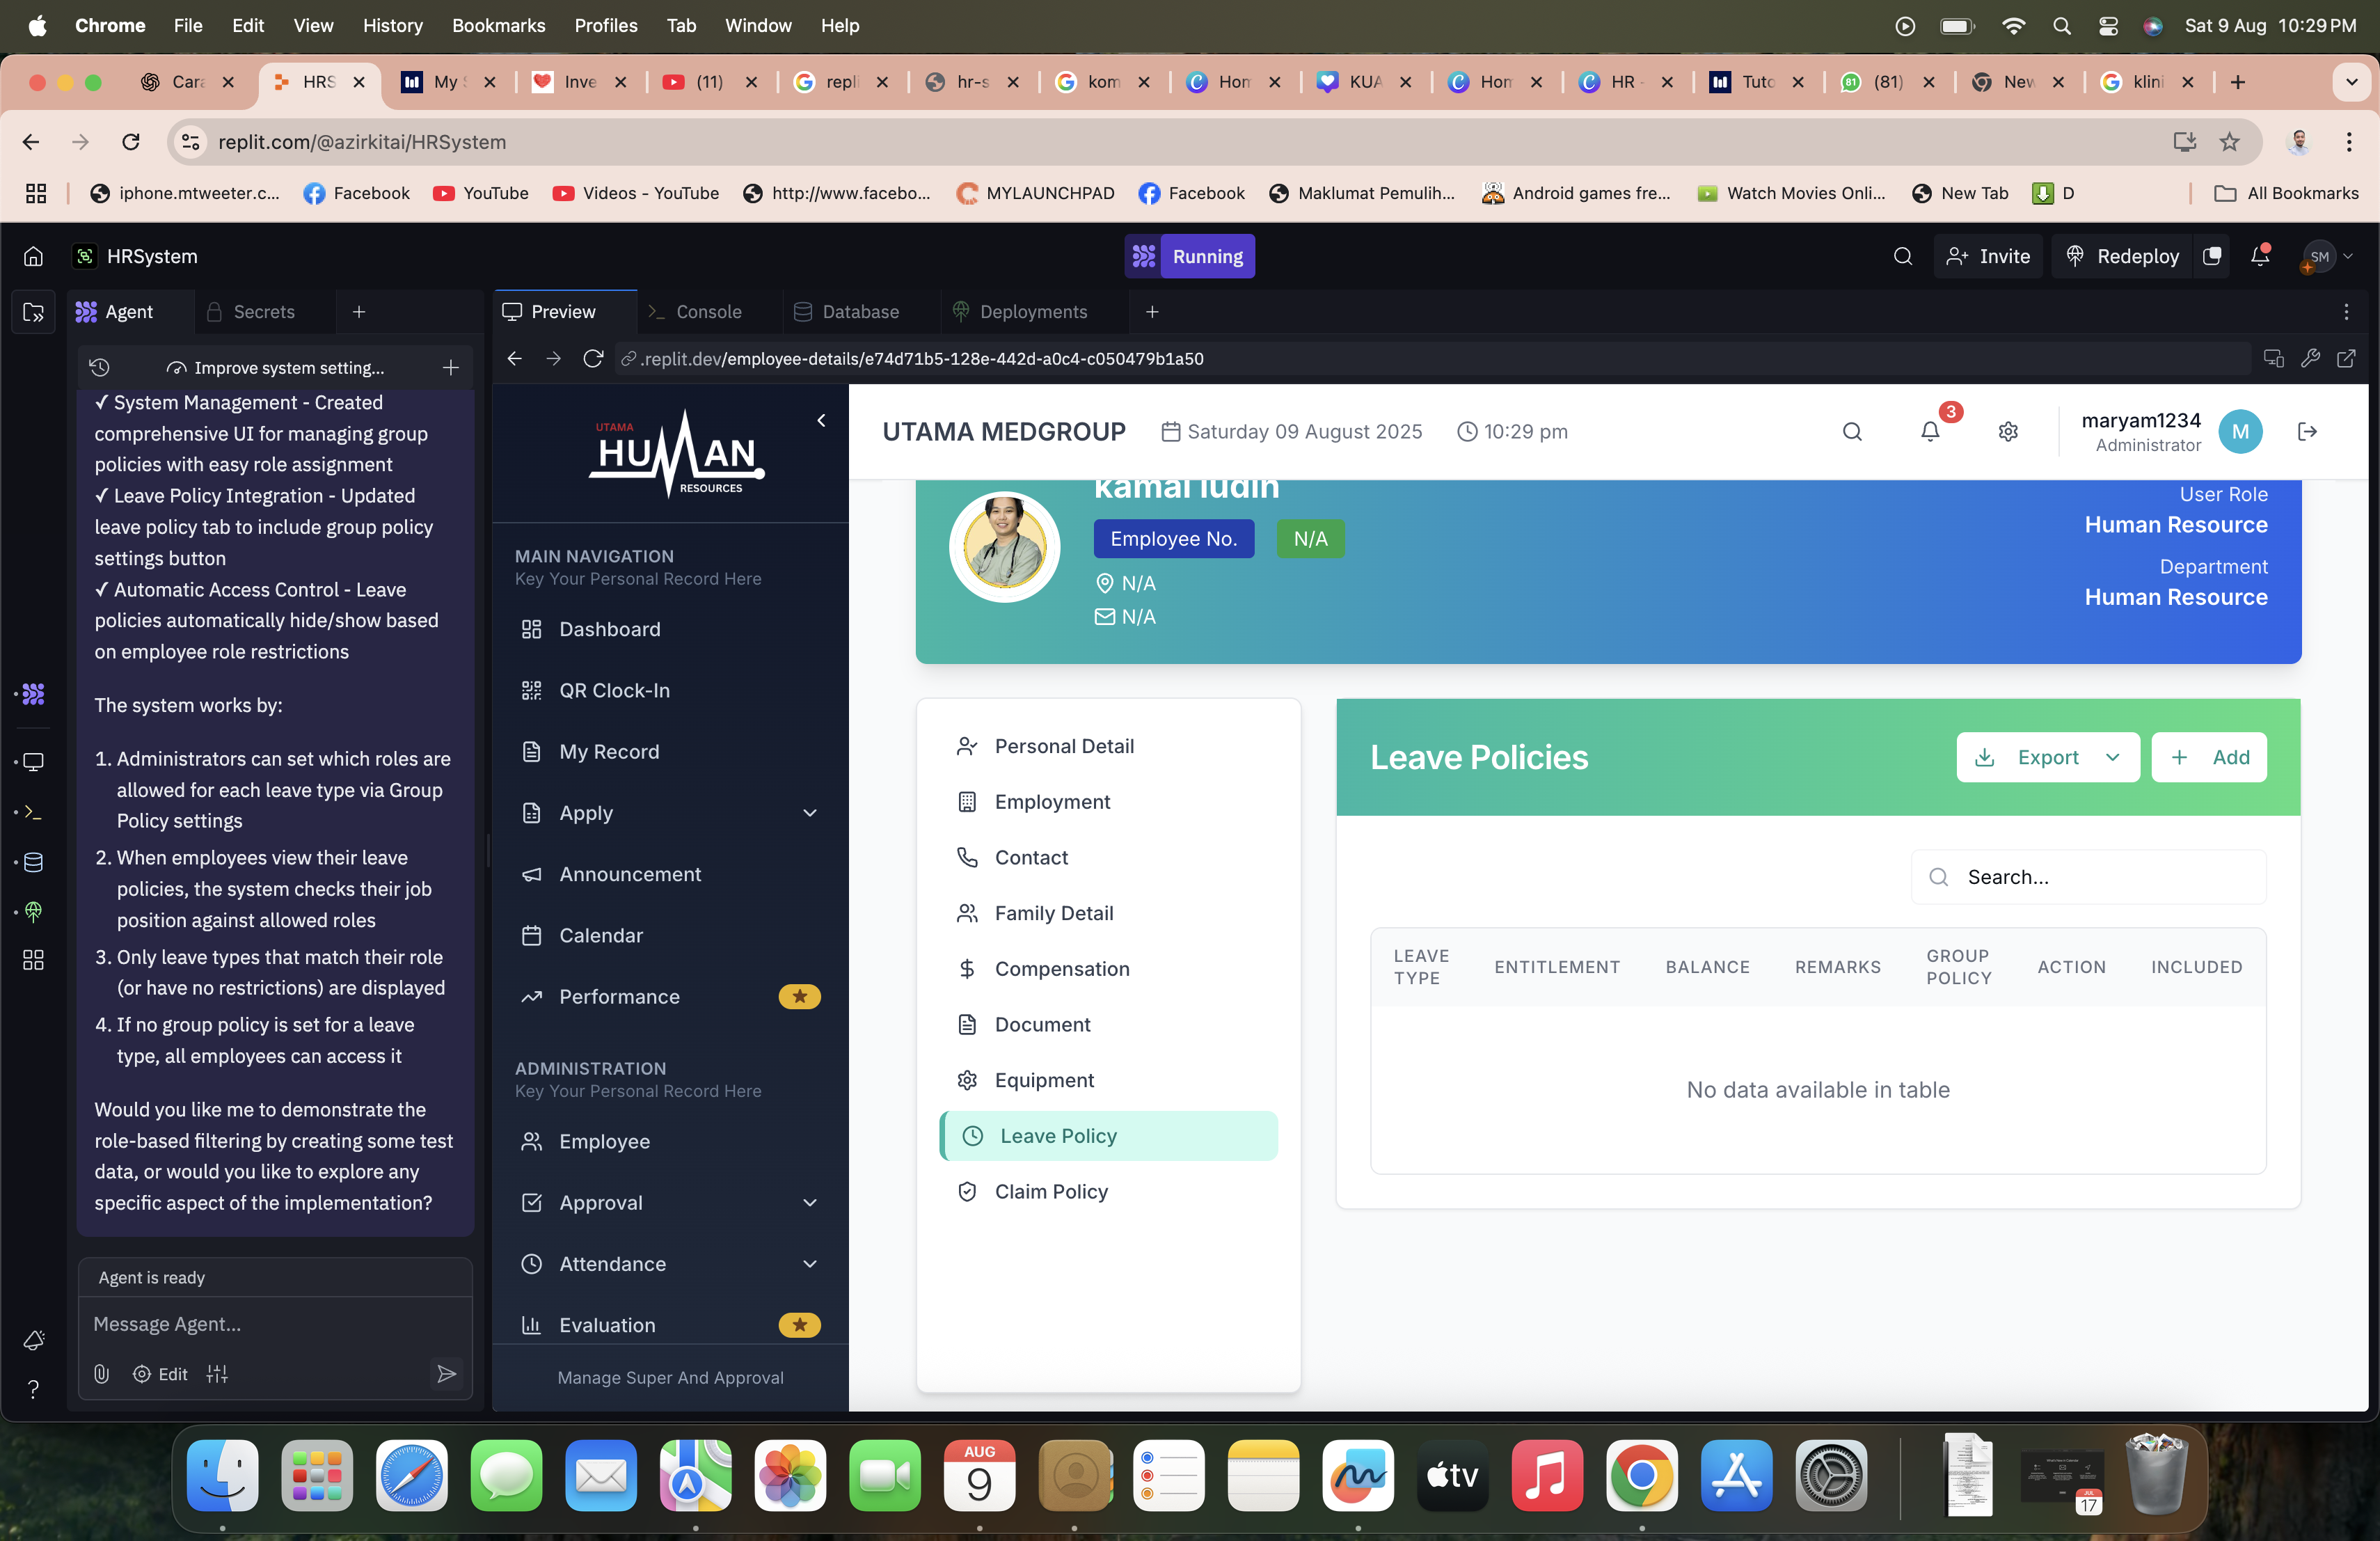 Chrome File Edit View History Bookmarks Profiles Tab Window Help
Sat 9 Aug 10:29 PM
Cara
HRS
My S
Inve
(11)
repli
hr-s
kom
Hom
KUA
Hom
HR -
Tuto
81 (81)
New
klini
replit.com/@azirkitai/HRSystem
iphone.mtweeter.c...
Facebook
YouTube
Videos - YouTube
http://www.facebo...
MYLAUNCHPAD
Facebook
Maklumat Pemulih...
Android games fre...
Watch Movies Onli...
New Tab
D
All Bookmarks
HRSystem
Running
Invite
Redeploy
SM
Agent
Secrets
Preview
Console
Database
Deployments
Improve system setting...
.replit.dev/employee-details/e74d71b5-128e-442d-a0c4-c050479b1a50
✓ System Management - Created
comprehensive UI for managing group
policies with easy role assignment
✓ Leave Policy Integration - Updated
leave policy tab to include group policy
settings button
✓ Automatic Access Control - Leave
policies automatically hide/show based
on employee role restrictions
The system works by:
1. Administrators can set which roles are
allowed for each leave type via Group
Policy settings
2. When employees view their leave
policies, the system checks their job
position against allowed roles
3. Only leave types that match their role
(or have no restrictions) are displayed
4. If no group policy is set for a leave
type, all employees can access it
Would you like me to demonstrate the
role-based filtering by creating some test
data, or would you like to explore any
specific aspect of the implementation?
Agent is ready
Message Agent...
Edit
UTAMA
HUMAN
RESOURCES
MAIN NAVIGATION
Key Your Personal Record Here
Dashboard
QR Clock-In
My Record
Apply
Announcement
Calendar
Performance
ADMINISTRATION
Key Your Personal Record Here
Employee
Approval
Attendance
Evaluation
Manage Super And Approval
UTAMA MEDGROUP
Saturday 09 August 2025
10:29 pm
3
maryam1234
Administrator
M
kamal ludin
Employee No.
N/A
N/A
N/A
User Role
Human Resource
Department
Human Resource
Personal Detail
Employment
Contact
Family Detail
Compensation
Document
Equipment
Leave Policy
Claim Policy
Leave Policies
Export
Add
Search...
LEAVE TYPE
ENTITLEMENT
BALANCE
REMARKS
GROUP POLICY
ACTION
INCLUDED
No data available in table
AUG
9
tv
JUL
17